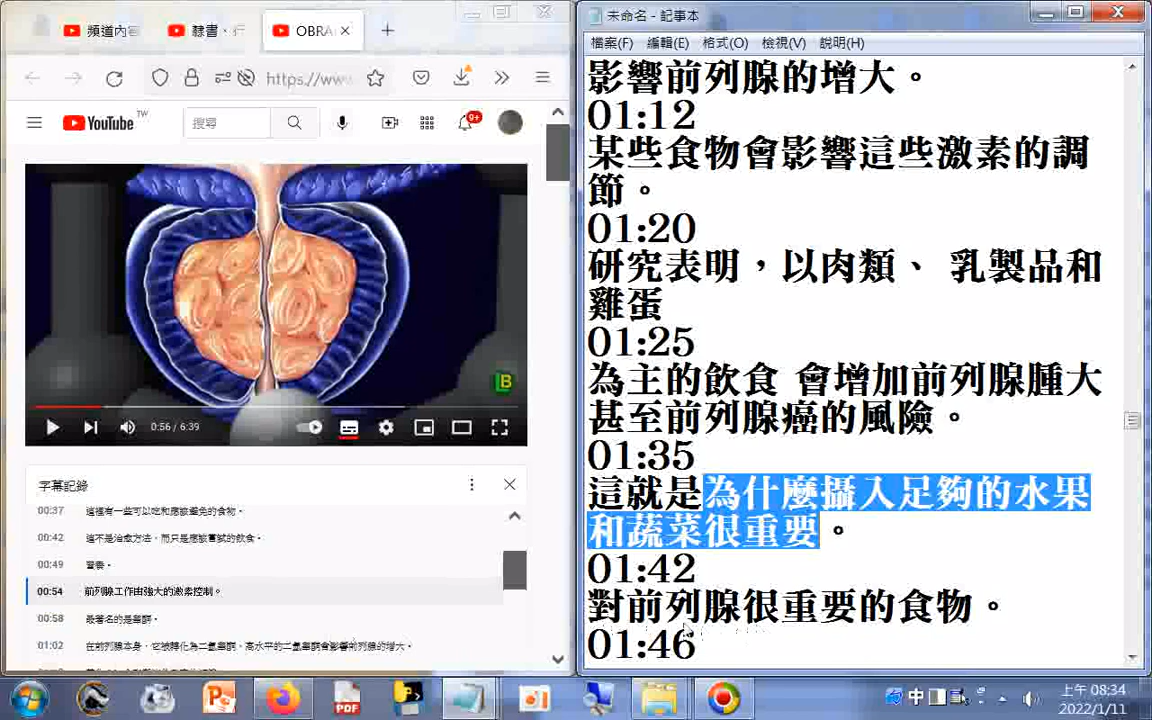 頻道內容
隸書、行
OBRA
https://www.
YouTube TW
搜尋
9+
B
0:56 / 6:39
字幕記錄
00:37 這裡有一些可以吃和應該避免的食物。
00:42 這不是治癒方法，而只是應該嘗試的飲食。
00:49 習奏。
00:54 前列腺工作由強大的激素控制。
00:58 最著名的是睾酮。
01:02 在前列腺本身，它被轉化為二氫睾酮，高水平的二氫睾酮會影響前列腺的增大。
未命名 - 記事本
檔案(F) 編輯(E) 格式(O) 檢視(V) 說明(H)
影響前列腺的增大。
01:12
某些食物會影響這些激素的調
節。
01:20
研究表明，以肉類、 乳製品和
雞蛋
01:25
為主的飲食 會增加前列腺腫大
甚至前列腺癌的風險。
01:35
這就是為什麼攝入足夠的水果
和蔬菜很重要。
01:42
對前列腺很重要的食物。
01:46
PDF
中
上午 08:34
2022/1/11